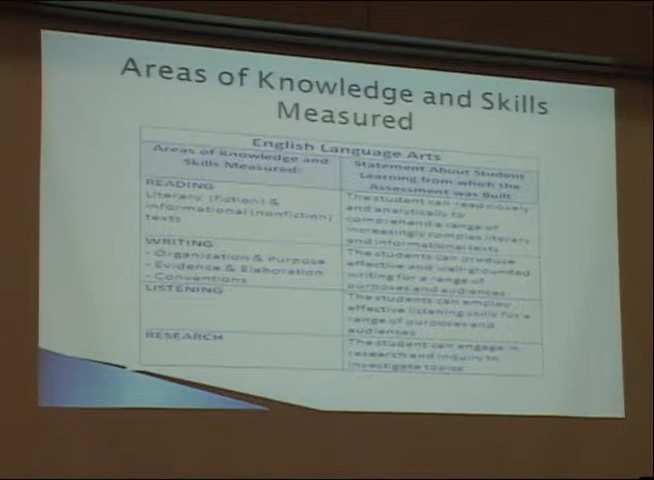 Areas of Knowledge and Skills
Measured
English Language Arts
Areas of Knowledge and
Skills Measured:
Statement About Student
Learning from which the
Assessment was Built
READING
Literary (fiction) &
informational (nonfiction)
texts
The student can read closely
and analytically to
comprehend a range of
increasingly complex literary
and informational texts
WRITING
- Organization & Purpose
- Evidence & Elaboration
- Conventions
The students can produce
effective and well-grounded
writing for a range of
purposes and audiences.
LISTENING
The students can employ
effective listening skills for a
range of purposes and
audiences
RESEARCH
The student can engage in
research and inquiry to
investigate topics